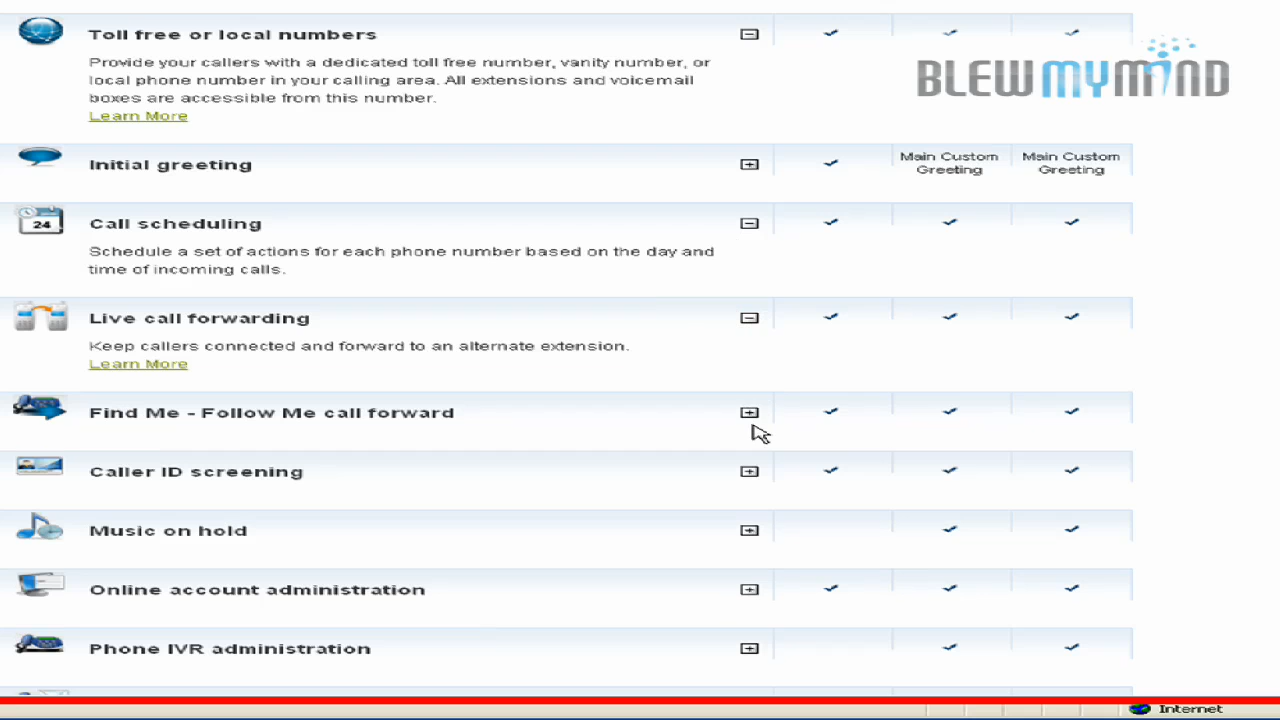 Toll free or local numbers
Provide your callers with a dedicated toll free number, vanity number, or
local phone number in your calling area. All extensions and voicemail
boxes are accessible from this number.
Learn More
BLEWMYMIND
Initial greeting
Main Custom
Greeting
Main Custom
Greeting
24
Call scheduling
Schedule a set of actions for each phone number based on the day and
time of incoming calls.
Live call forwarding
Keep callers connected and forward to an alternate extension.
Learn More
Find Me - Follow Me call forward
Caller ID screening
Music on hold
Online account administration
Phone IVR administration
Internet